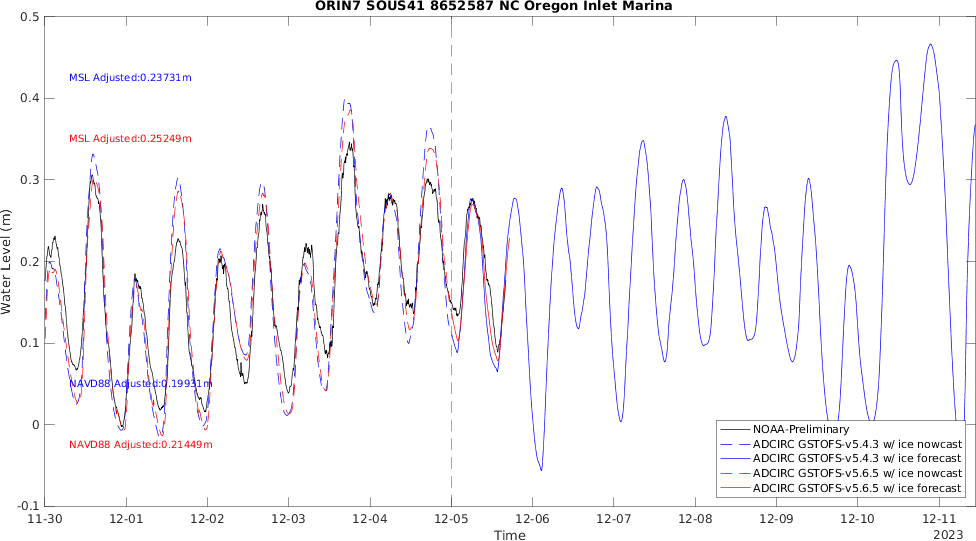 ORIN7 SOUS41 8652587 NC Oregon Inlet Marina
0.5
0.4
0.3
0.2
0.1
0
-0.1
Water Level (m)
MSL Adjusted:0.23731m
MSL Adjusted:0.25249m
NAVD88 Adjusted:0.19931m
NAVD88 Adjusted:0.21449m
NOAA-Preliminary
ADCIRC GSTOFS-v5.4.3 w/ ice nowcast
ADCIRC GSTOFS-v5.4.3 w/ ice forecast
ADCIRC GSTOFS-v5.6.5 w/ ice nowcast
ADCIRC GSTOFS-v5.6.5 w/ ice forecast
11-30 12-01 12-02 12-03 12-04 12-05 12-06 12-07 12-08 12-09 12-10 12-11
2023
Time